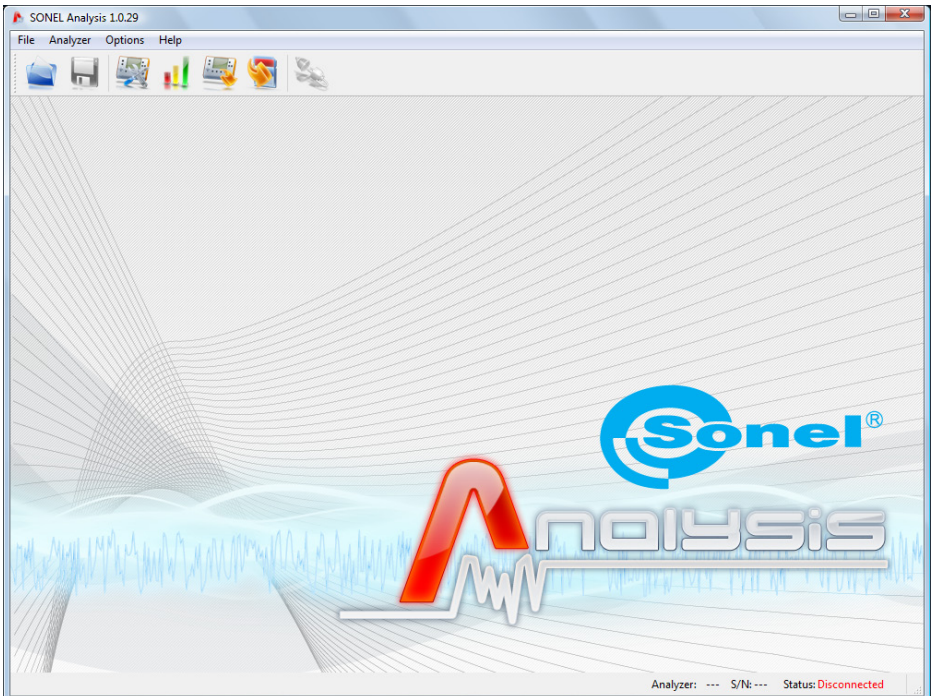 SONEL Analysis 1.0.29
File Analyzer Options Help
Sonel®
Analysis
Analyzer: --- S/N: --- Status: Disconnected